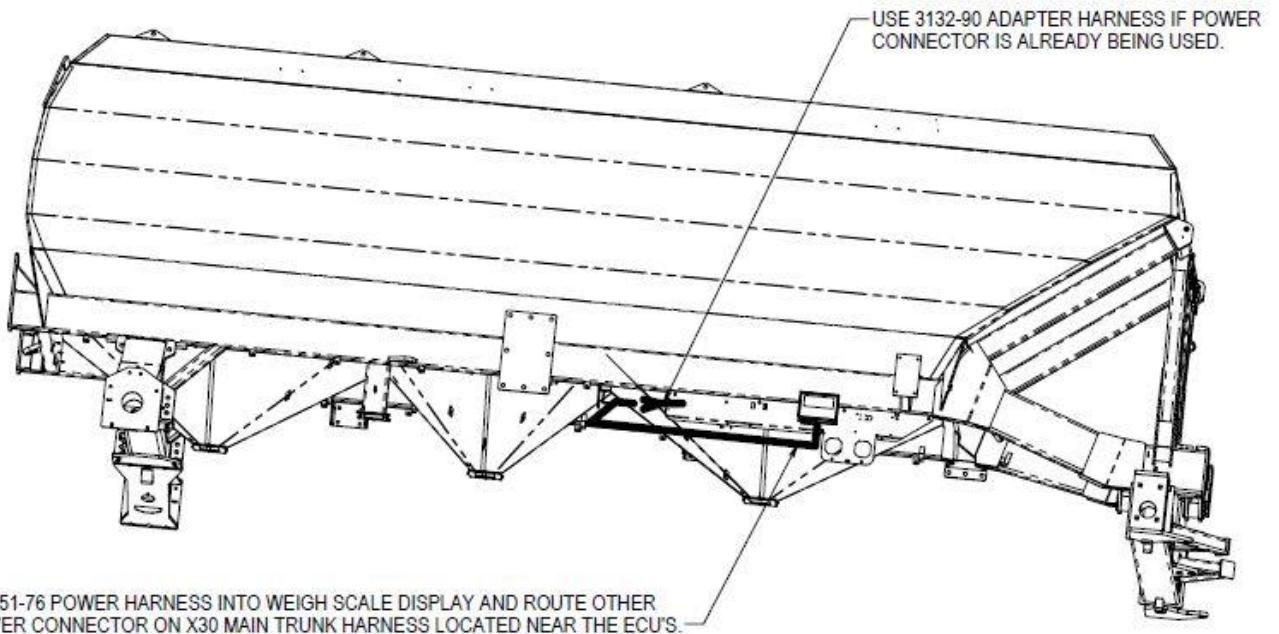 USE 3132-90 ADAPTER HARNESS IF POWER
CONNECTOR IS ALREADY BEING USED.
51-76 POWER HARNESS INTO WEIGH SCALE DISPLAY AND ROUTE OTHER
ER CONNECTOR ON X30 MAIN TRUNK HARNESS LOCATED NEAR THE ECU'S.